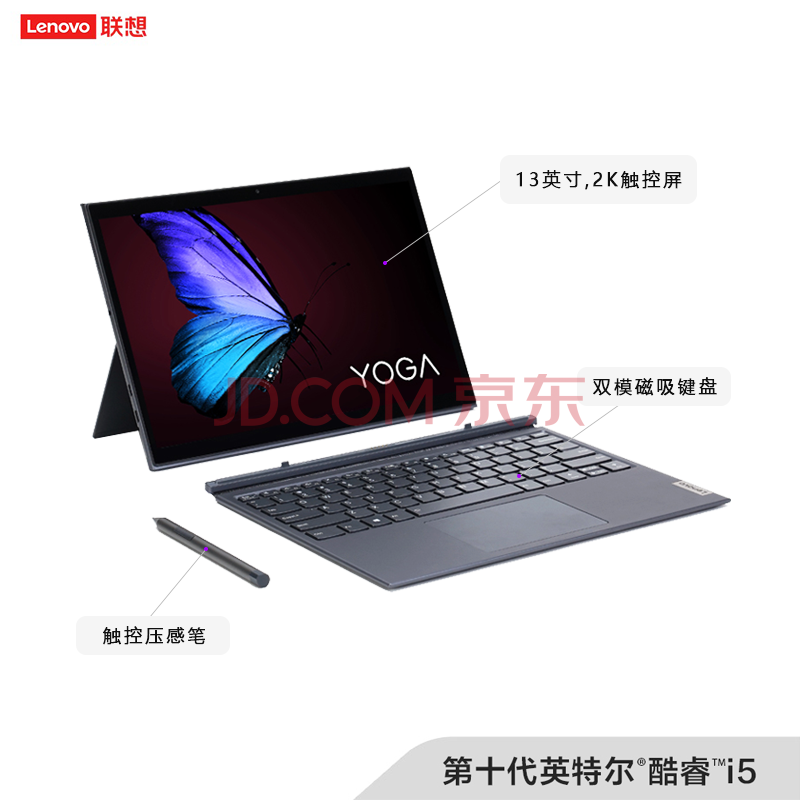 Lenovo 联想
13英寸,2K触控屏
YOGA
JD.COM 京东
双模磁吸键盘
Lenovo
触控压感笔
第十代英特尔®酷睿™i5